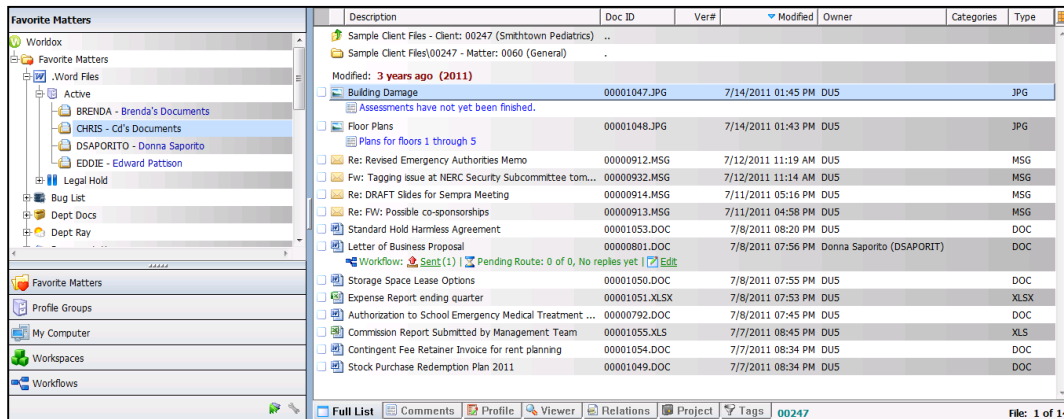 Favorite Matters
Worldox
Favorite Matters
.Word Files
Active
BRENDA - Brenda's Documents
CHRIS - Cd's Documents
DSAPORITO - Donna Saporito
EDDIE - Edward Pattison
Legal Hold
Bug List
Dept Docs
Dept Ray
Favorite Matters
Profile Groups
My Computer
Workspaces
Workflows
Description Doc ID Ver# Modified Owner Categories Type
Sample Client Files - Client: 00247 (Smithtown Pediatrics) ..
Sample Client Files\00247 - Matter: 0060 (General) .
Modified: 3 years ago (2011)
Building Damage 00001047.JPG 7/14/2011 01:45 PM DU5 JPG
Assessments have not yet been finished.
Floor Plans 00001048.JPG 7/14/2011 01:43 PM DU5 JPG
Plans for floors 1 through 5
Re: Revised Emergency Authorities Memo 00000912.MSG 7/12/2011 11:19 AM DU5 MSG
Fw: Tagging issue at NERC Security Subcommittee tom... 00000932.MSG 7/12/2011 11:14 AM DU5 MSG
Re: DRAFT Slides for Sempra Meeting 00000914.MSG 7/11/2011 05:16 PM DU5 MSG
Re: FW: Possible co-sponsorships 00000913.MSG 7/11/2011 04:58 PM DU5 MSG
Standard Hold Harmless Agreement 00001053.DOC 7/8/2011 08:20 PM DU5 DOC
Letter of Business Proposal 00000801.DOC 7/8/2011 07:56 PM Donna Saporito (DSAPORIT) DOC
Workflow: Sent(1) | Pending Route: 0 of 0, No replies yet | Edit
Storage Space Lease Options 00001050.DOC 7/8/2011 07:55 PM DU5 DOC
Expense Report ending quarter 00001051.XLSX 7/8/2011 07:53 PM DU5 XLSX
Authorization to School Emergency Medical Treatment ... 00000792.DOC 7/8/2011 07:45 PM DU5 DOC
Commission Report Submitted by Management Team 00001055.XLS 7/7/2011 08:45 PM DU5 XLS
Contingent Fee Retainer Invoice for rent planning 00001054.DOC 7/7/2011 08:34 PM DU5 DOC
Stock Purchase Redemption Plan 2011 00001049.DOC 7/7/2011 08:34 PM DU5 DOC
Full List Comments Profile Viewer Relations Project Tags 00247 File: 1 of